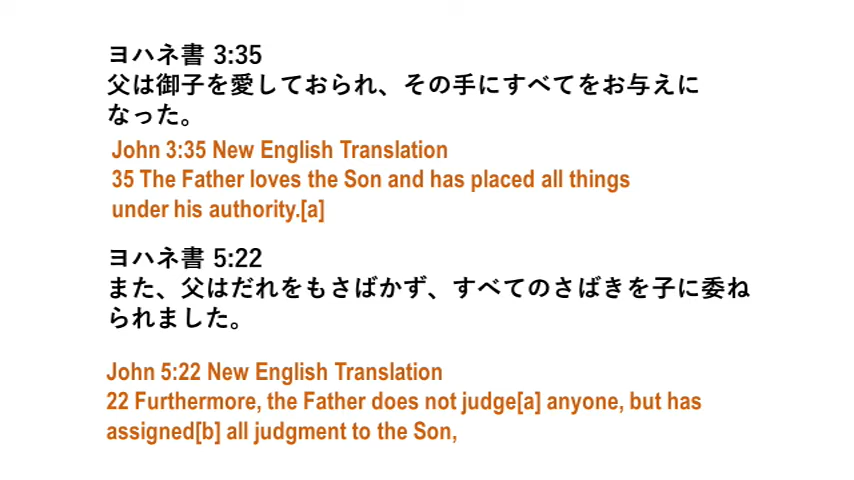 ヨハネ書 3:35
父は御子を愛しておられ、その手にすべてをお与えに
なった。
John 3:35 New English Translation
35 The Father loves the Son and has placed all things
under his authority.[a]
ヨハネ書 5:22
また、父はだれをもさばかず、すべてのさばきを子に委ね
られました。
John 5:22 New English Translation
22 Furthermore, the Father does not judge[a] anyone, but has
assigned[b] all judgment to the Son,